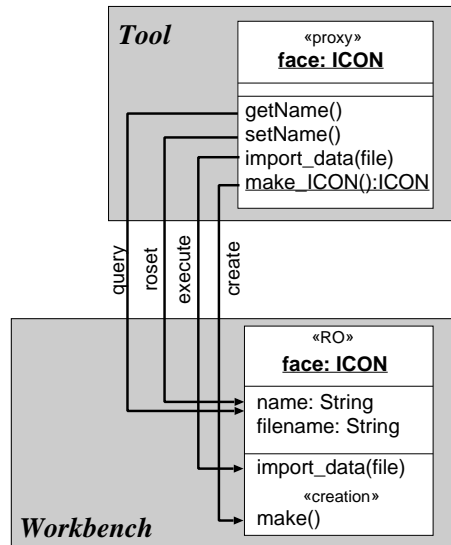 Tool
«proxy»
face: ICON
getName()
setName()
import_data(file)
make_ICON():ICON
query
roset
execute
create
«RO»
face: ICON
name: String
filename: String
import_data(file)
«creation»
make()
Workbench